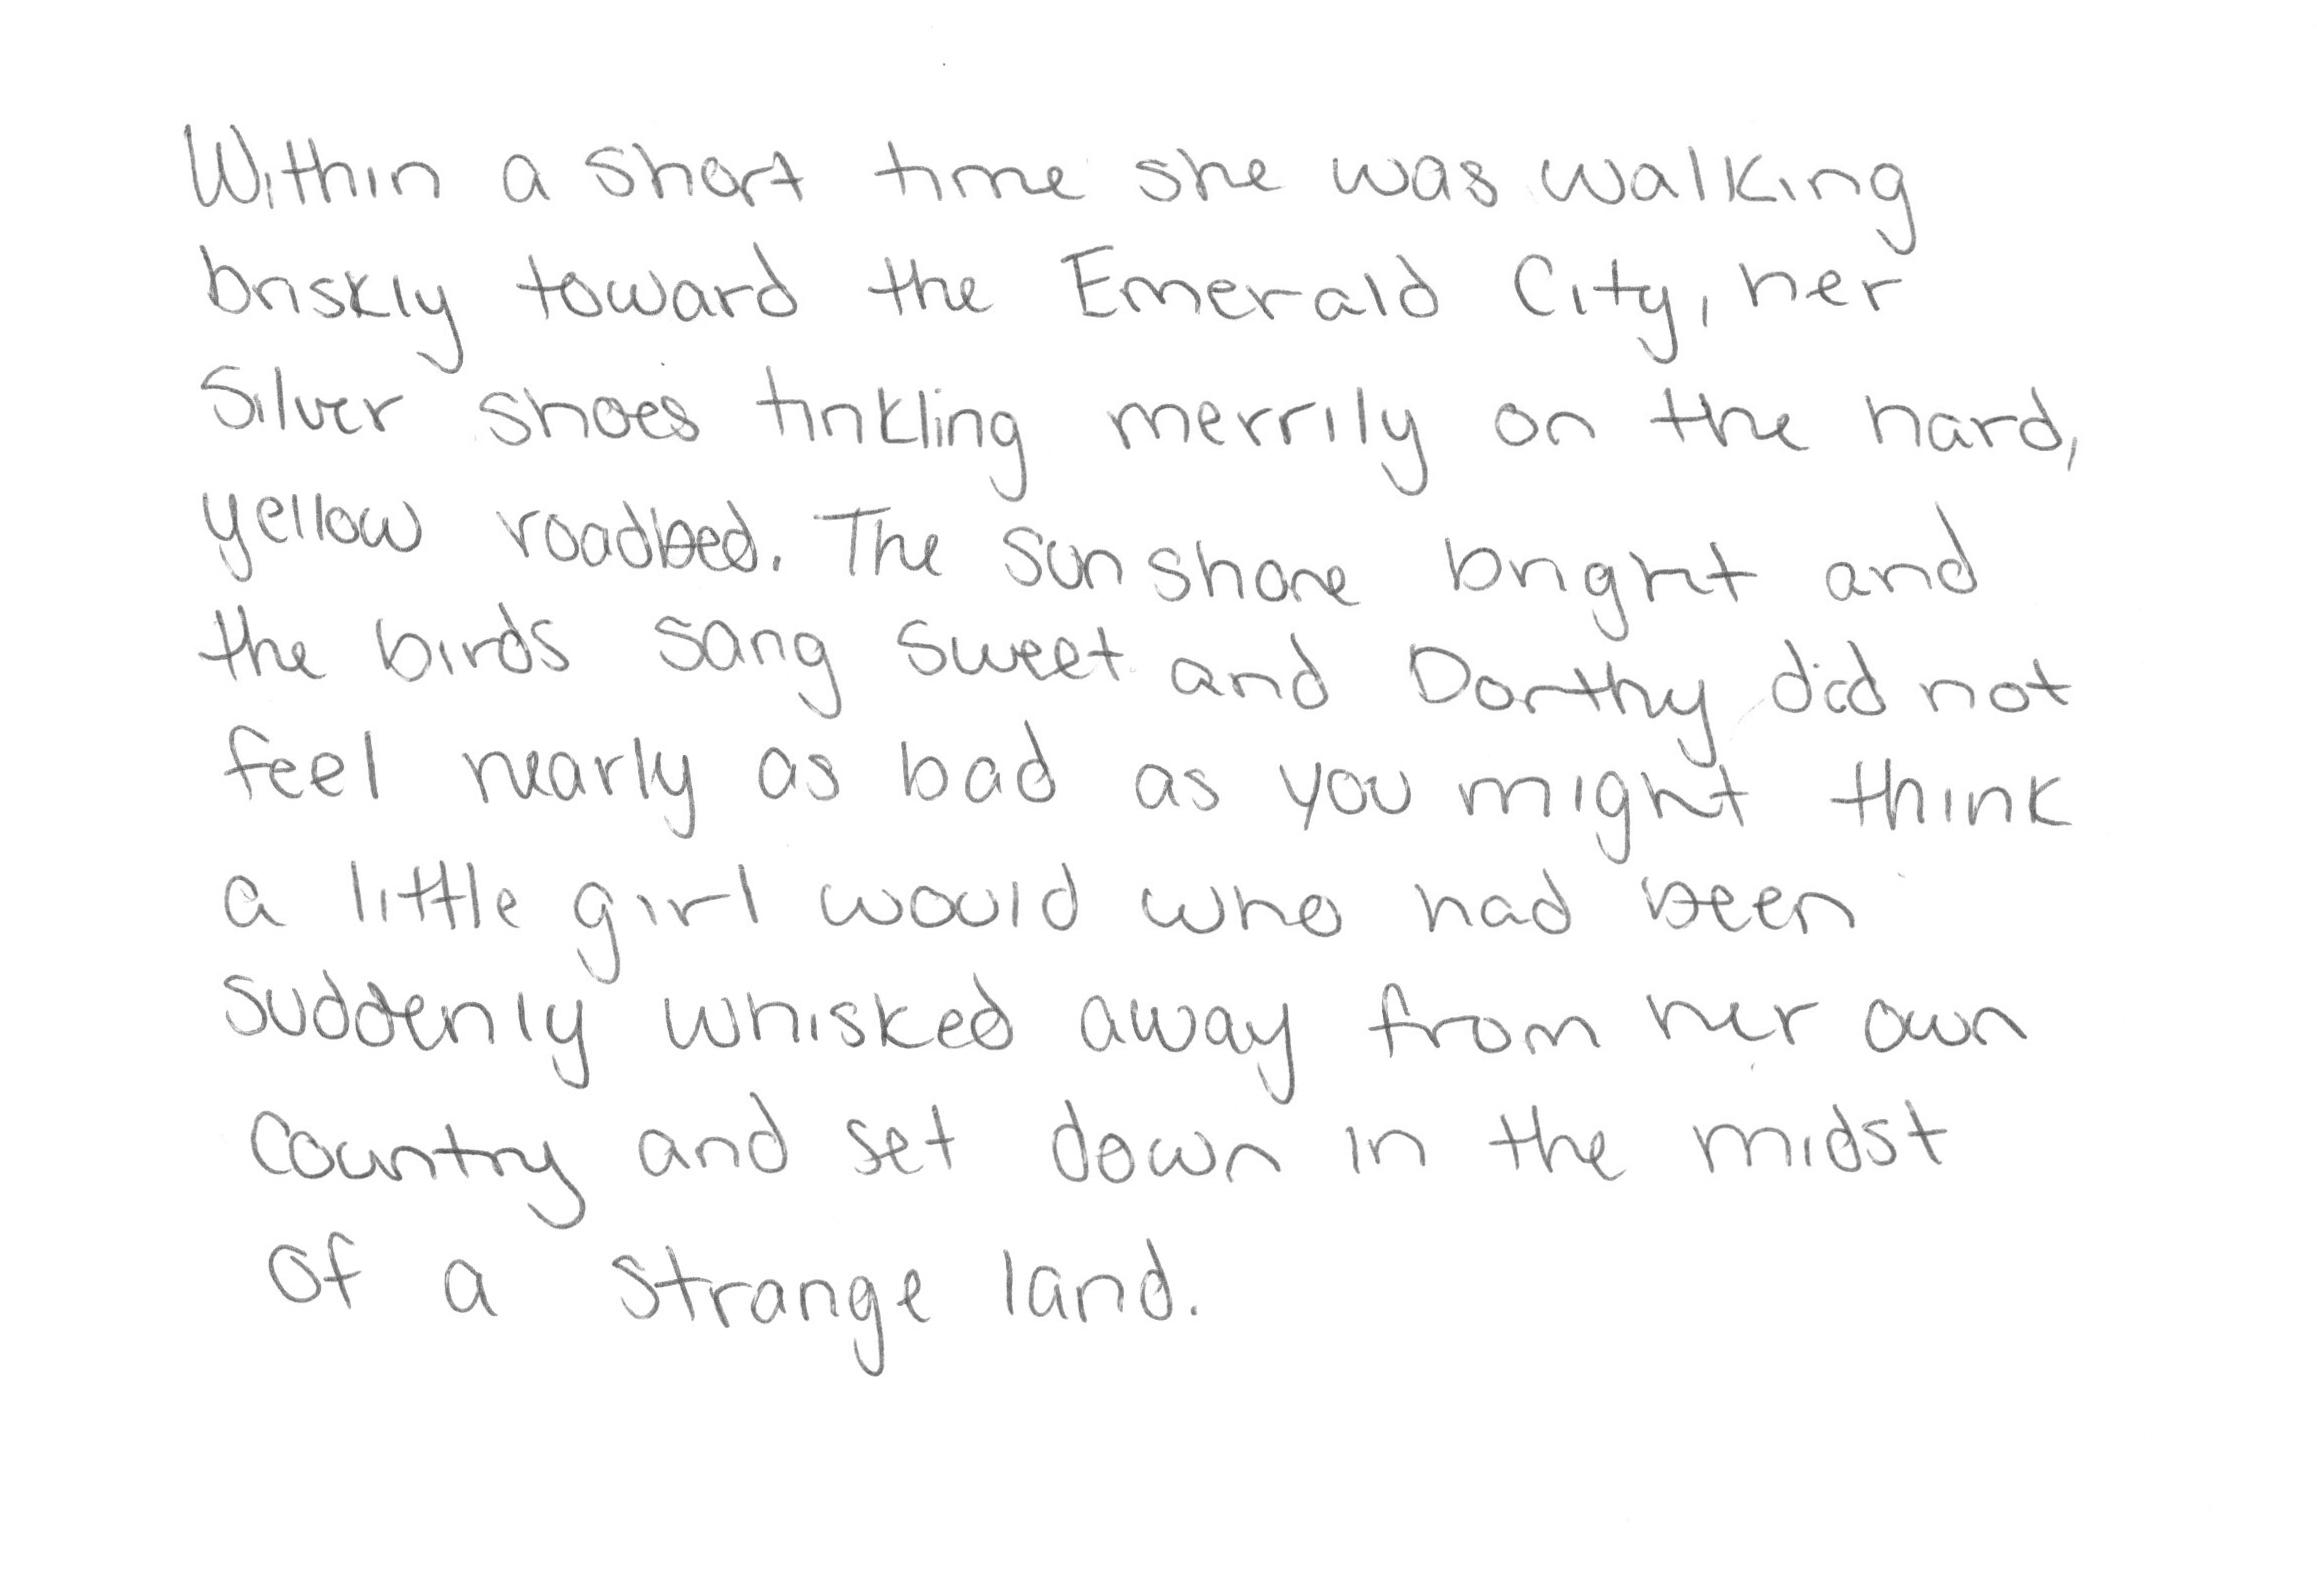 Within a short time she was walking
briskly toward the Emerald City, her
Silver shoes tinkling merrily on the hard,
yellow roadbed. The sun shone bright and
the birds sang sweet and Dorthy did not
feel nearly as bad as you might think
a little girl would who had been
suddenly whisked away from her own
country and set down in the midst
of a strange land.